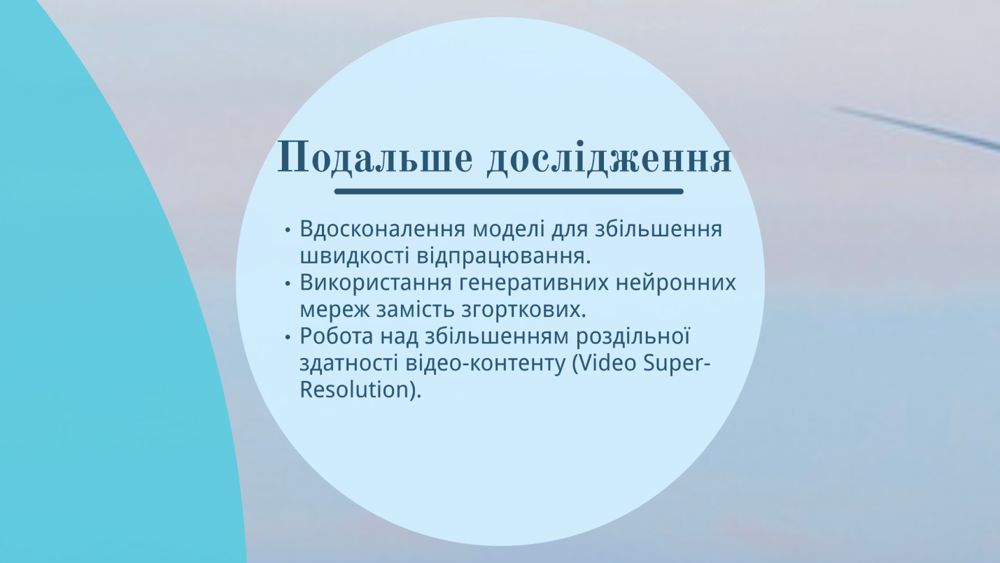 Подальше дослідження
• Вдосконалення моделі для збільшення
швидкості відпрацювання.
• Використання генеративних нейронних
мереж замість згорткових.
• Робота над збільшенням роздільної
здатності відео-контенту (Video Super-
Resolution).